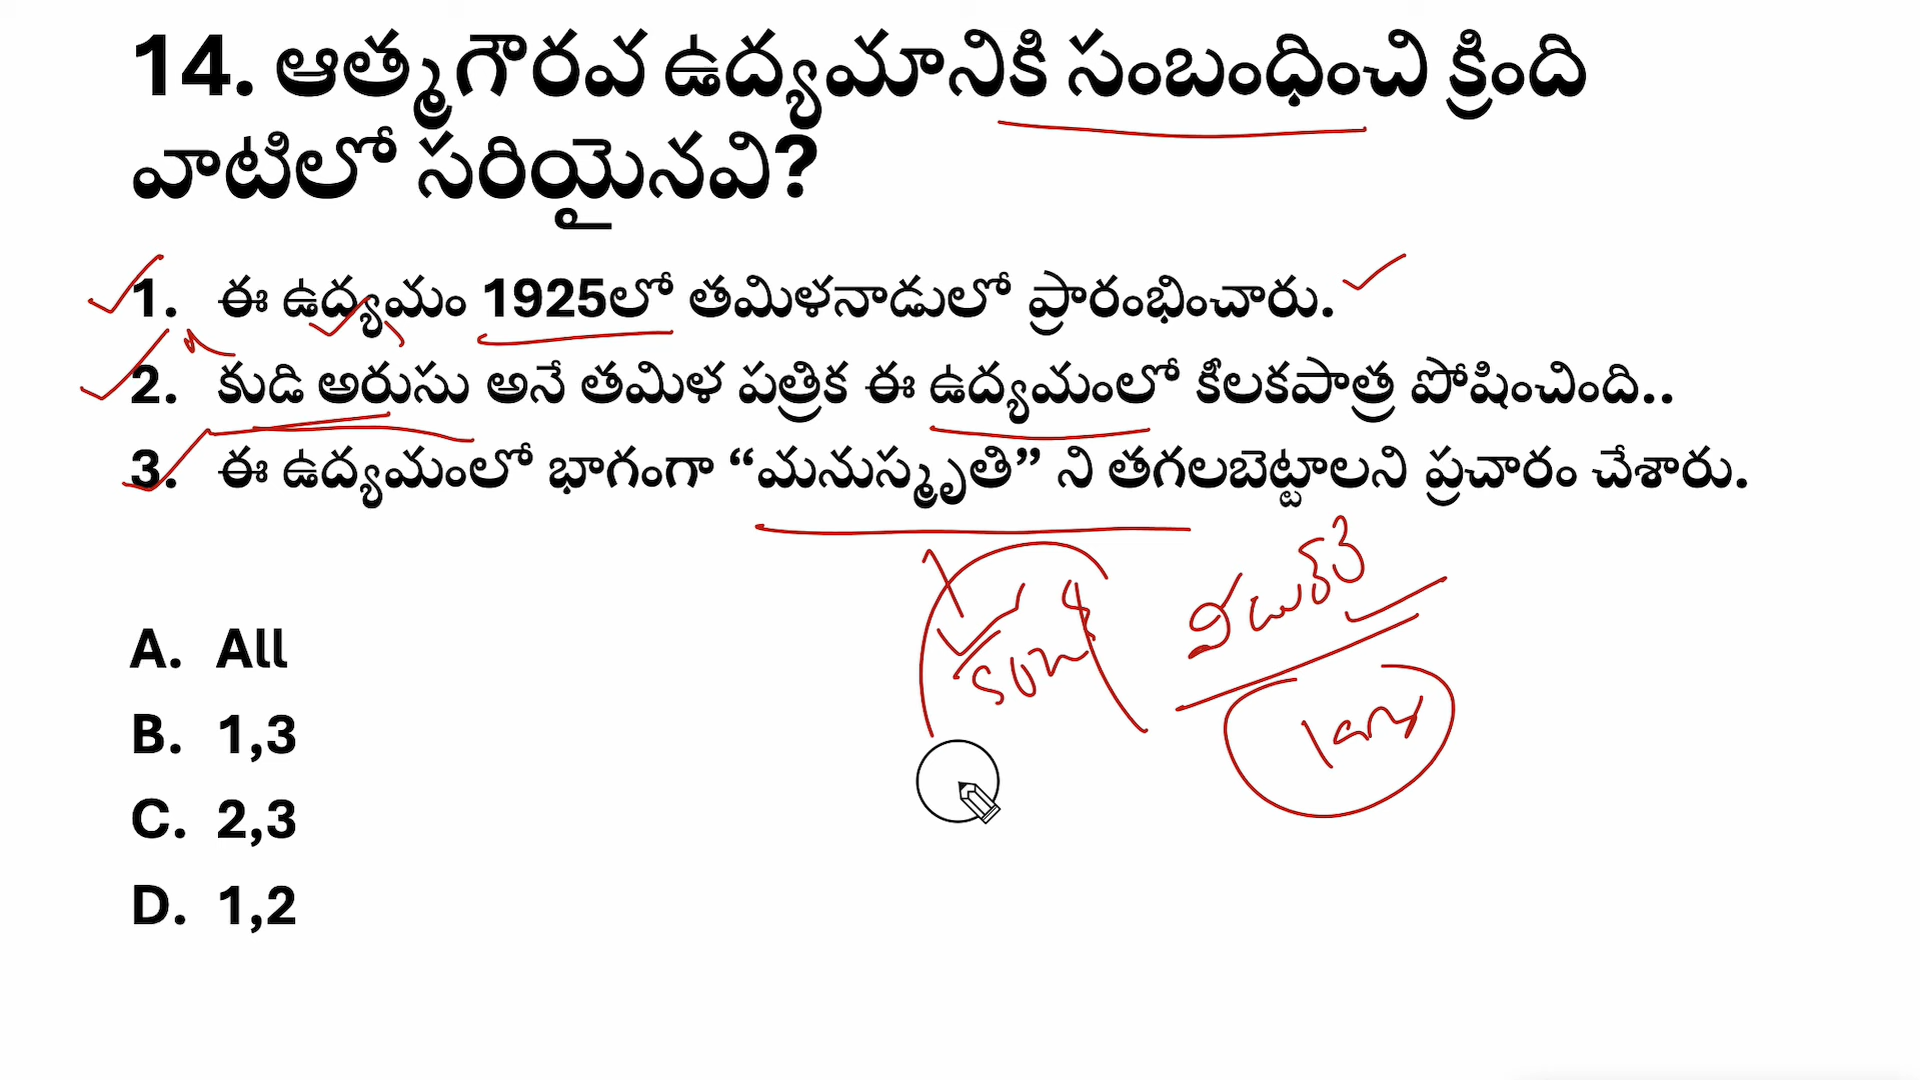 14. ఆత్మగౌరవ ఉద్యమానికి సంబంధించి క్రింది
వాటిలో సరియైనవి?
1. ఈ ఉద్యమం 1925లో తమిళనాడులో ప్రారంభించారు.
2. కుడి అరుసు అనే తమిళ పత్రిక ఈ ఉద్యమంలో కీలకపాత్ర పోషించింది..
3. ఈ ఉద్యమంలో భాగంగా “మనుస్మృతి” ని తగలబెట్టాలని ప్రచారం చేశారు.
A. All
B. 1,3
C. 2,3
D. 1,2